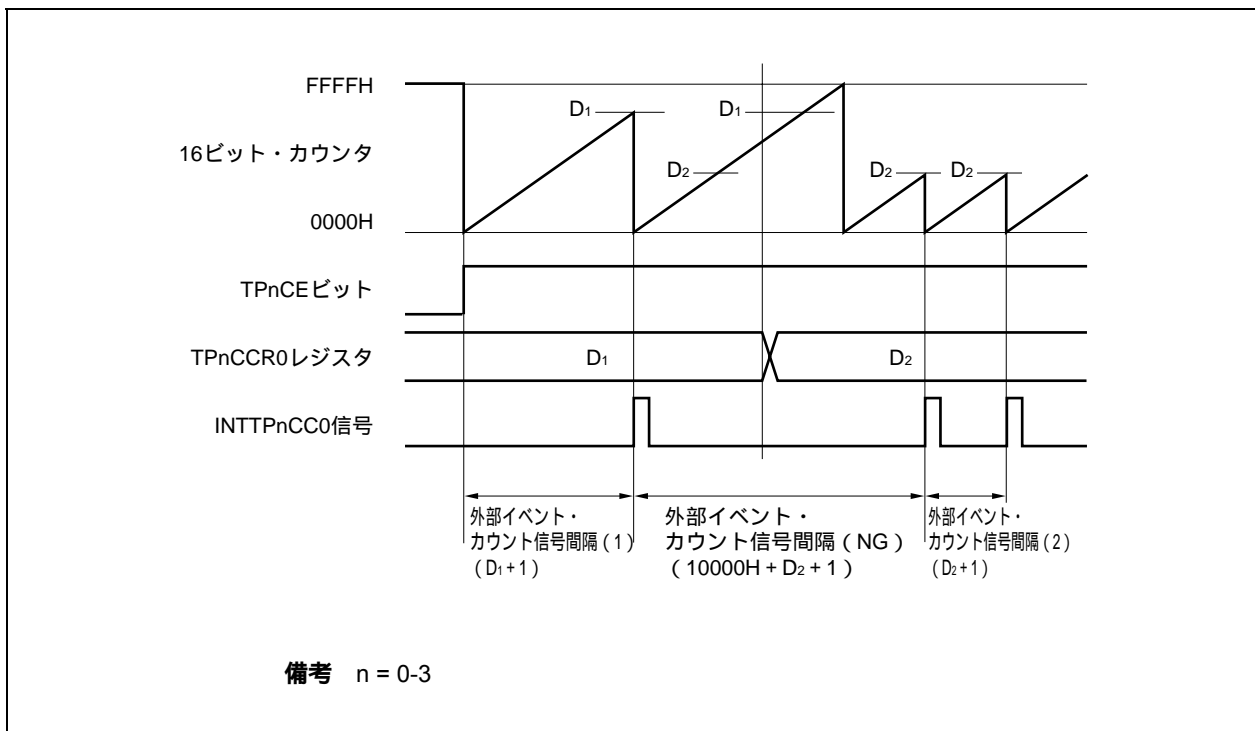 FFFFH
D1
D1
16ビット・カウンタ
D2
D2
D2
0000H
TPnCEビット
TPnCCR0レジスタ
D1
D2
INTTPnCC0信号
外部イベント・
カウント信号間隔(1)
(D1+1)
外部イベント・
カウント信号間隔(NG)
(10000H + D2 + 1)
外部イベント・
カウント信号間隔(2)
(D2+1)
備考 n = 0-3